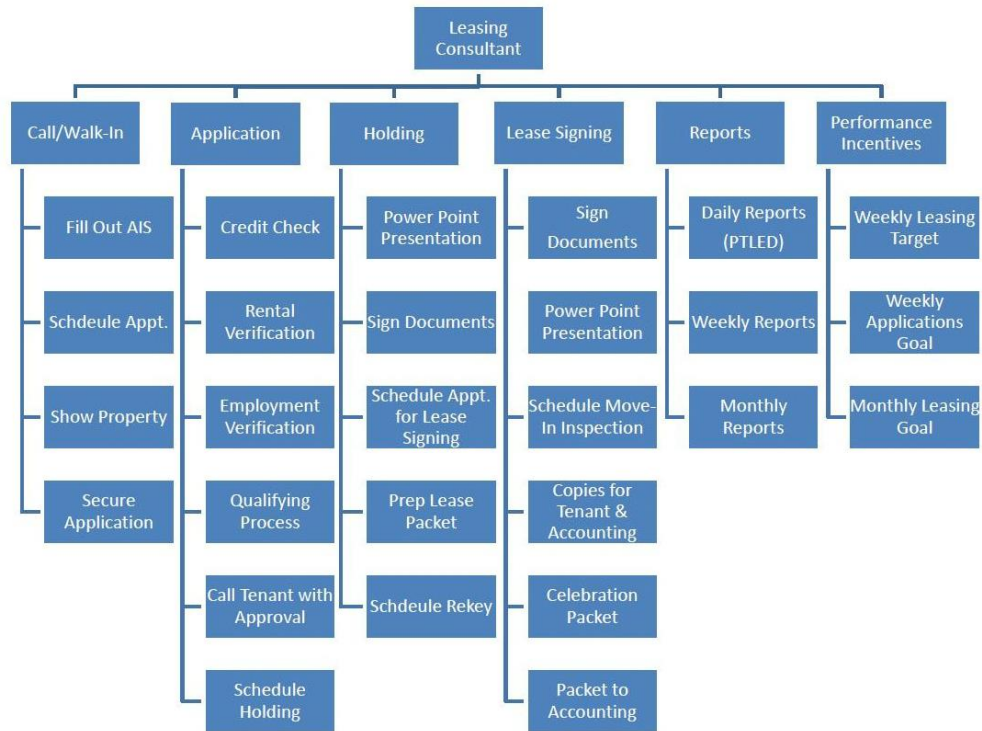 Leasing
Consultant
Call/Walk-In
Application
Holding
Lease Signing
Reports
Performance
Incentives
Fill Out AIS
Schdeule Appt.
Show Property
Secure
Application
Credit Check
Rental
Verification
Employment
Verification
Qualifying
Process
Call Tenant with
Approval
Schedule
Holding
Power Point
Presentation
Sign Documents
Schedule Appt.
for Lease
Signing
Prep Lease
Packet
Schdeule Rekey
Sign
Documents
Power Point
Presentation
Schedule Move-
In Inspection
Copies for
Tenant &
Accounting
Celebration
Packet
Packet to
Accounting
Daily Reports
(PTLED)
Weekly Reports
Monthly
Reports
Weekly Leasing
Target
Weekly
Applications
Goal
Monthly Leasing
Goal